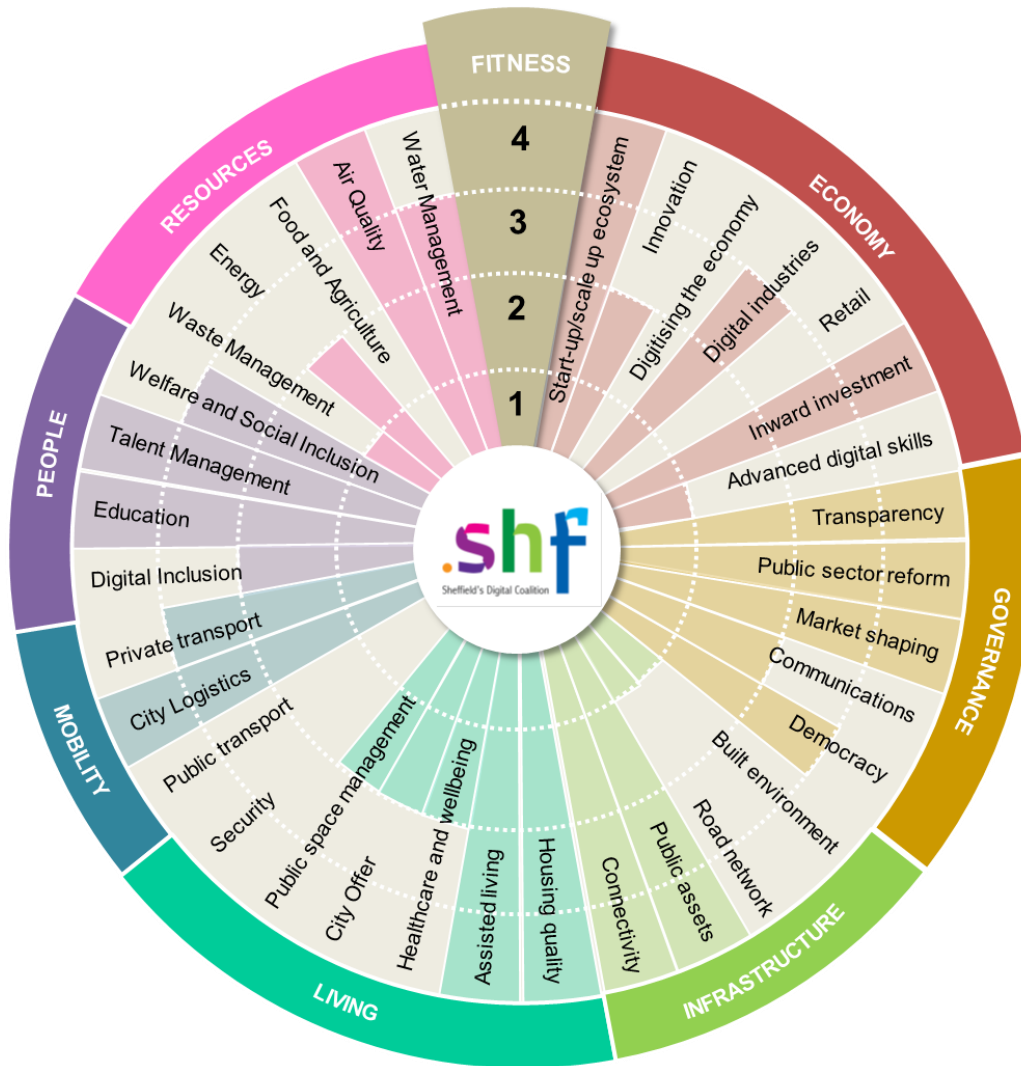 FITNESS
4
3
2
1
ECONOMY
Start-up/scale up ecosystem
Innovation
Digitising the economy
Digital industries
Retail
Inward investment
Advanced digital skills
GOVERNANCE
Transparency
Public sector reform
Market shaping
Communications
Democracy
INFRASTRUCTURE
Built environment
Road network
Public assets
Connectivity
LIVING
Housing quality
Assisted living
Healthcare and wellbeing
City Offer
Public space management
Security
MOBILITY
Public transport
City Logistics
Private transport
PEOPLE
Digital Inclusion
Education
Talent Management
Welfare and Social Inclusion
RESOURCES
Waste Management
Energy
Food and Agriculture
Air Quality
Water Management
.shf
Sheffield's Digital Coalition